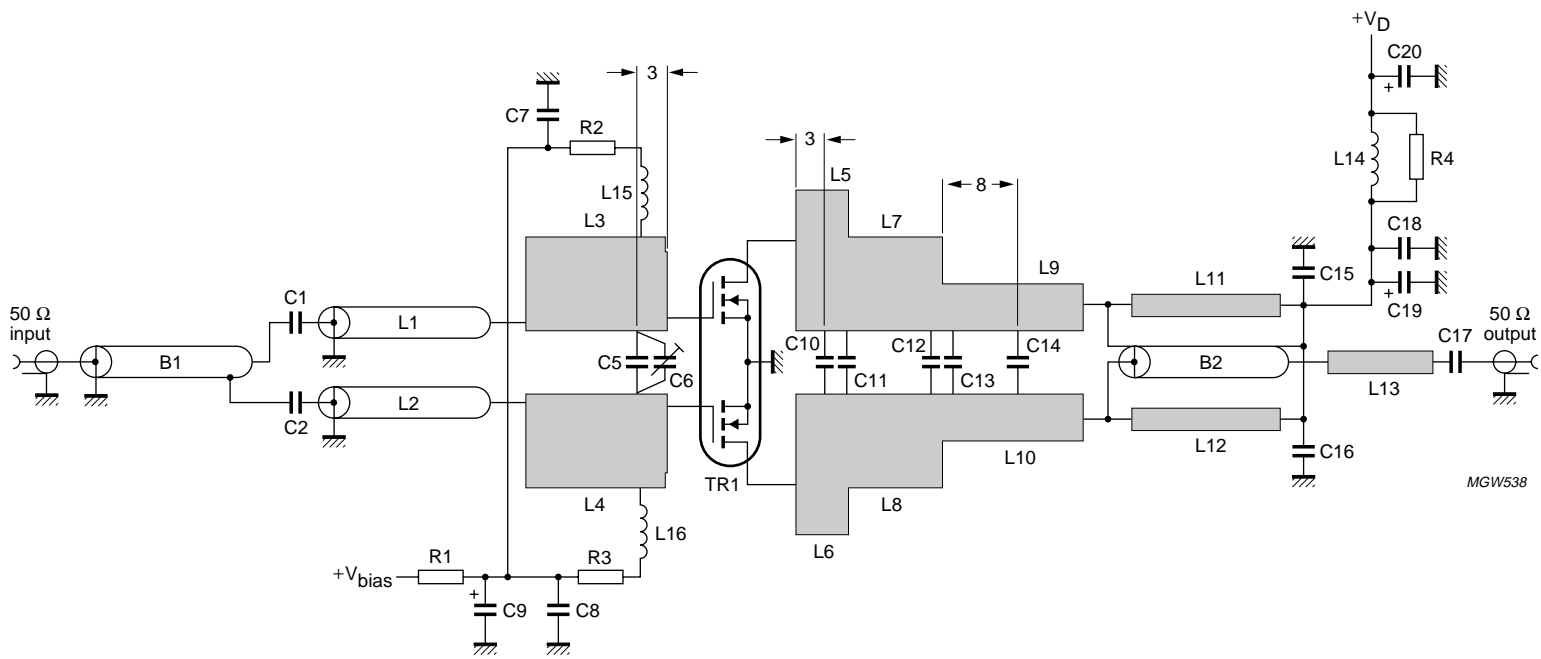 +VD
C20
+
3
C7
R2
3
L14
R4
L15
L5
8
L3
L7
C18
L9
C15
L11
C19
+
C1
50 Ω
input
L1
50 Ω
output
C17
B1
C5
C6
C10
C11
C12
C13
C14
B2
L13
L2
C2
L12
L10
C16
TR1
MGW538
L4
L8
L16
L6
R1
R3
+Vbias
+
C9
C8